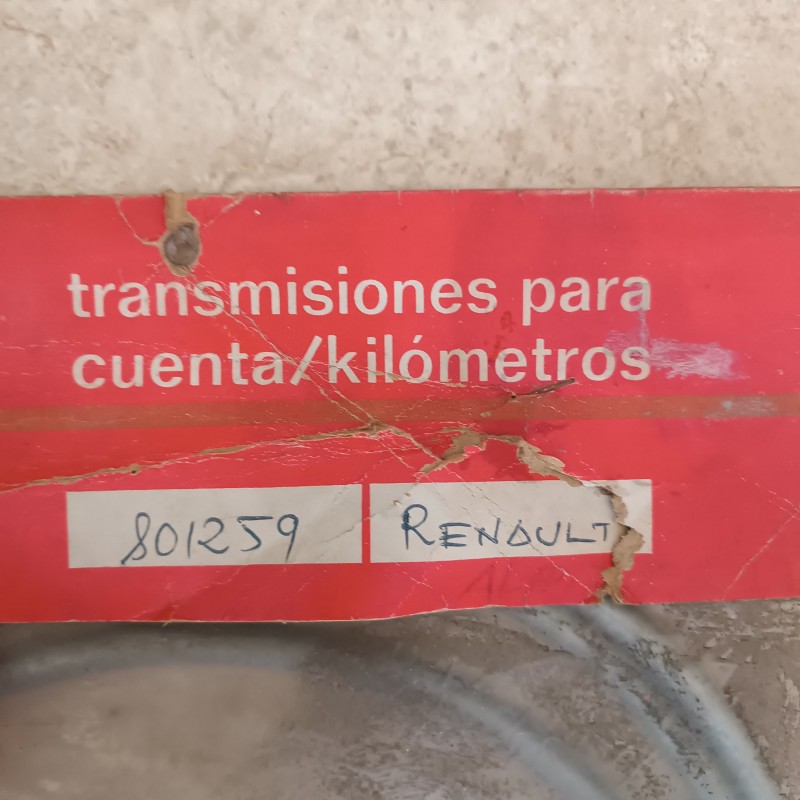 transmisiones para
cuenta/kilómetros
801259 RENAULT